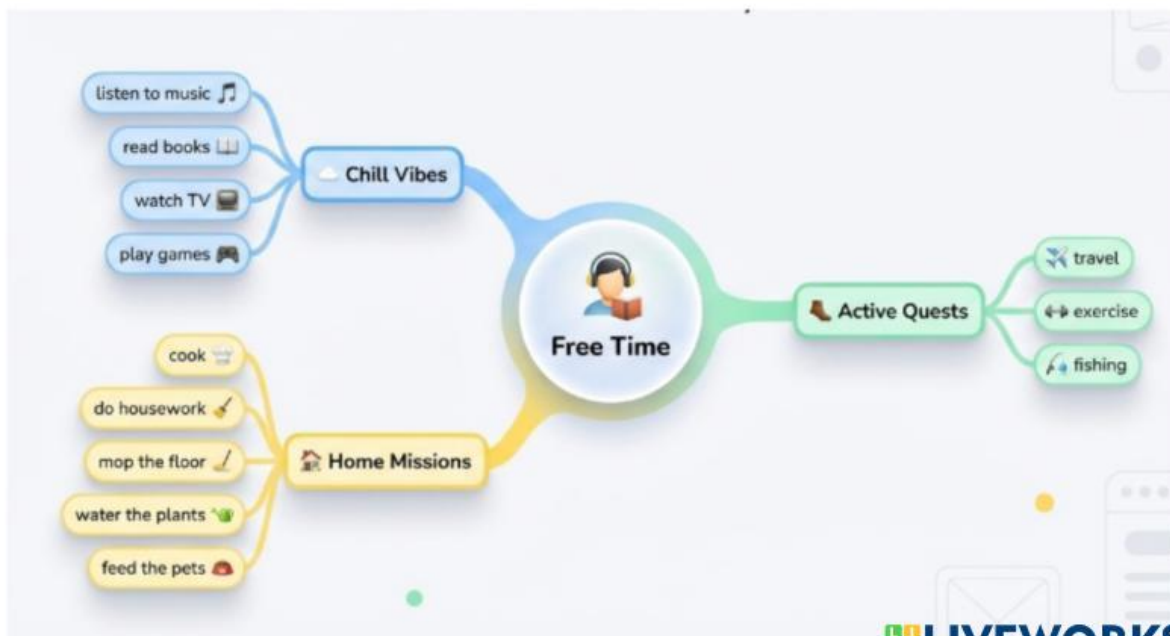 listen to music
read books
watch TV
play games
Chill Vibes
Free Time
Active Quests
travel
exercise
fishing
cook
do housework
mop the floor
water the plants
feed the pets
Home Missions
LIVEWORKS